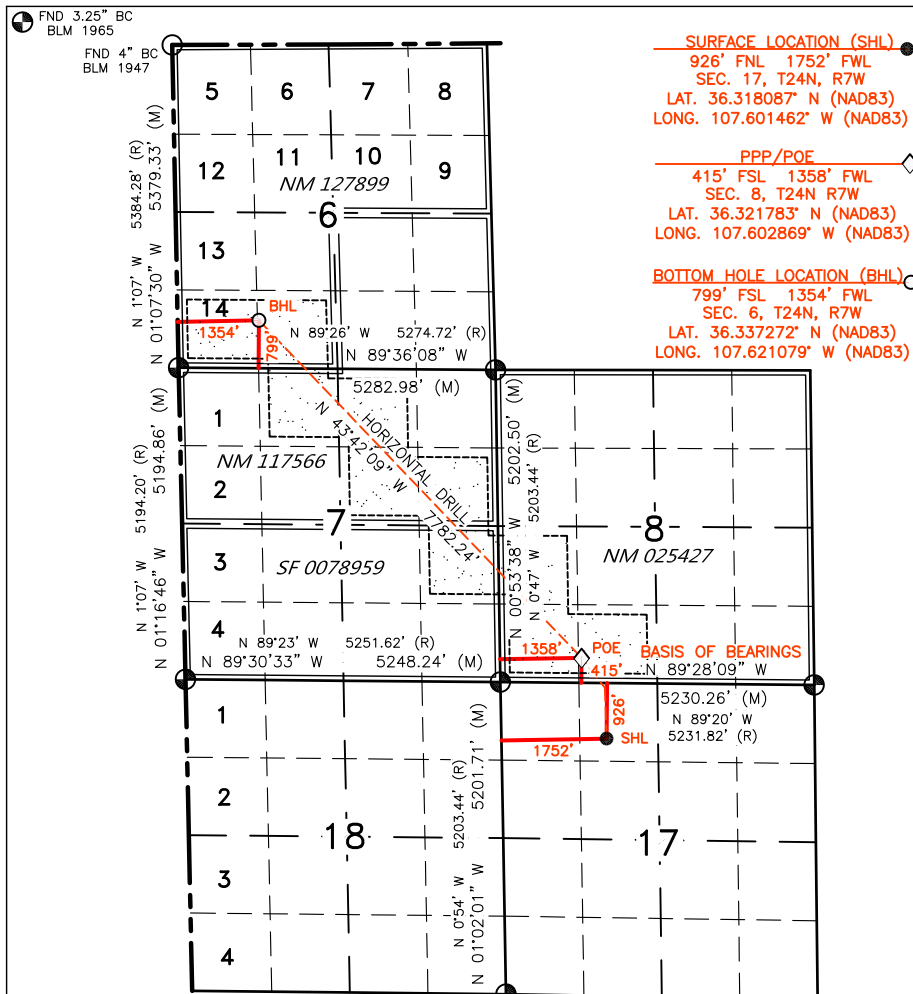 FND 3.25" BC
BLM 1965
FND 4" BC
BLM 1947
SURFACE LOCATION (SHL)
926' FNL 1752' FWL
SEC. 17, T24N, R7W
LAT. 36.318087° N (NAD83)
LONG. 107.601462° W (NAD83)
PPP/POE
415' FSL 1358' FWL
SEC. 8, T24N R7W
LAT. 36.321783° N (NAD83)
LONG. 107.602869° W (NAD83)
BOTTOM HOLE LOCATION (BHL)
799' FSL 1354' FWL
SEC. 6, T24N, R7W
LAT. 36.337272° N (NAD83)
LONG. 107.621079° W (NAD83)
5
6
7
8
12
11
10
9
NM 127899
6
13
14
N 1°07' W 5384.28' (R)
N 01°07'30" W 5379.33' (M)
BHL
1354'
799'
N 89°26' W 5274.72' (R)
N 89°36'08" W
5282.98' (M)
1
NM 117566
2
7
3
SF 0078959
4
N 1°07' W 5194.20' (R)
N 01°16'46" W 5194.86' (M)
HORIZONTAL DRILL
N 43°42'09" W 7782.24'
N 00°53'38" W 5202.50' (M)
N 0°47' W 5203.44' (R)
8
NM 025427
N 89°23' W 5251.62' (R)
N 89°30'33" W 5248.24' (M)
1358'
POE
415'
BASIS OF BEARINGS
N 89°28'09" W
5230.26' (M)
N 89°20' W
5231.82' (R)
926'
SHL
1752'
1
2
18
3
4
N 0°54' W 5203.44' (R)
N 01°02'01" W 5201.71' (M)
17